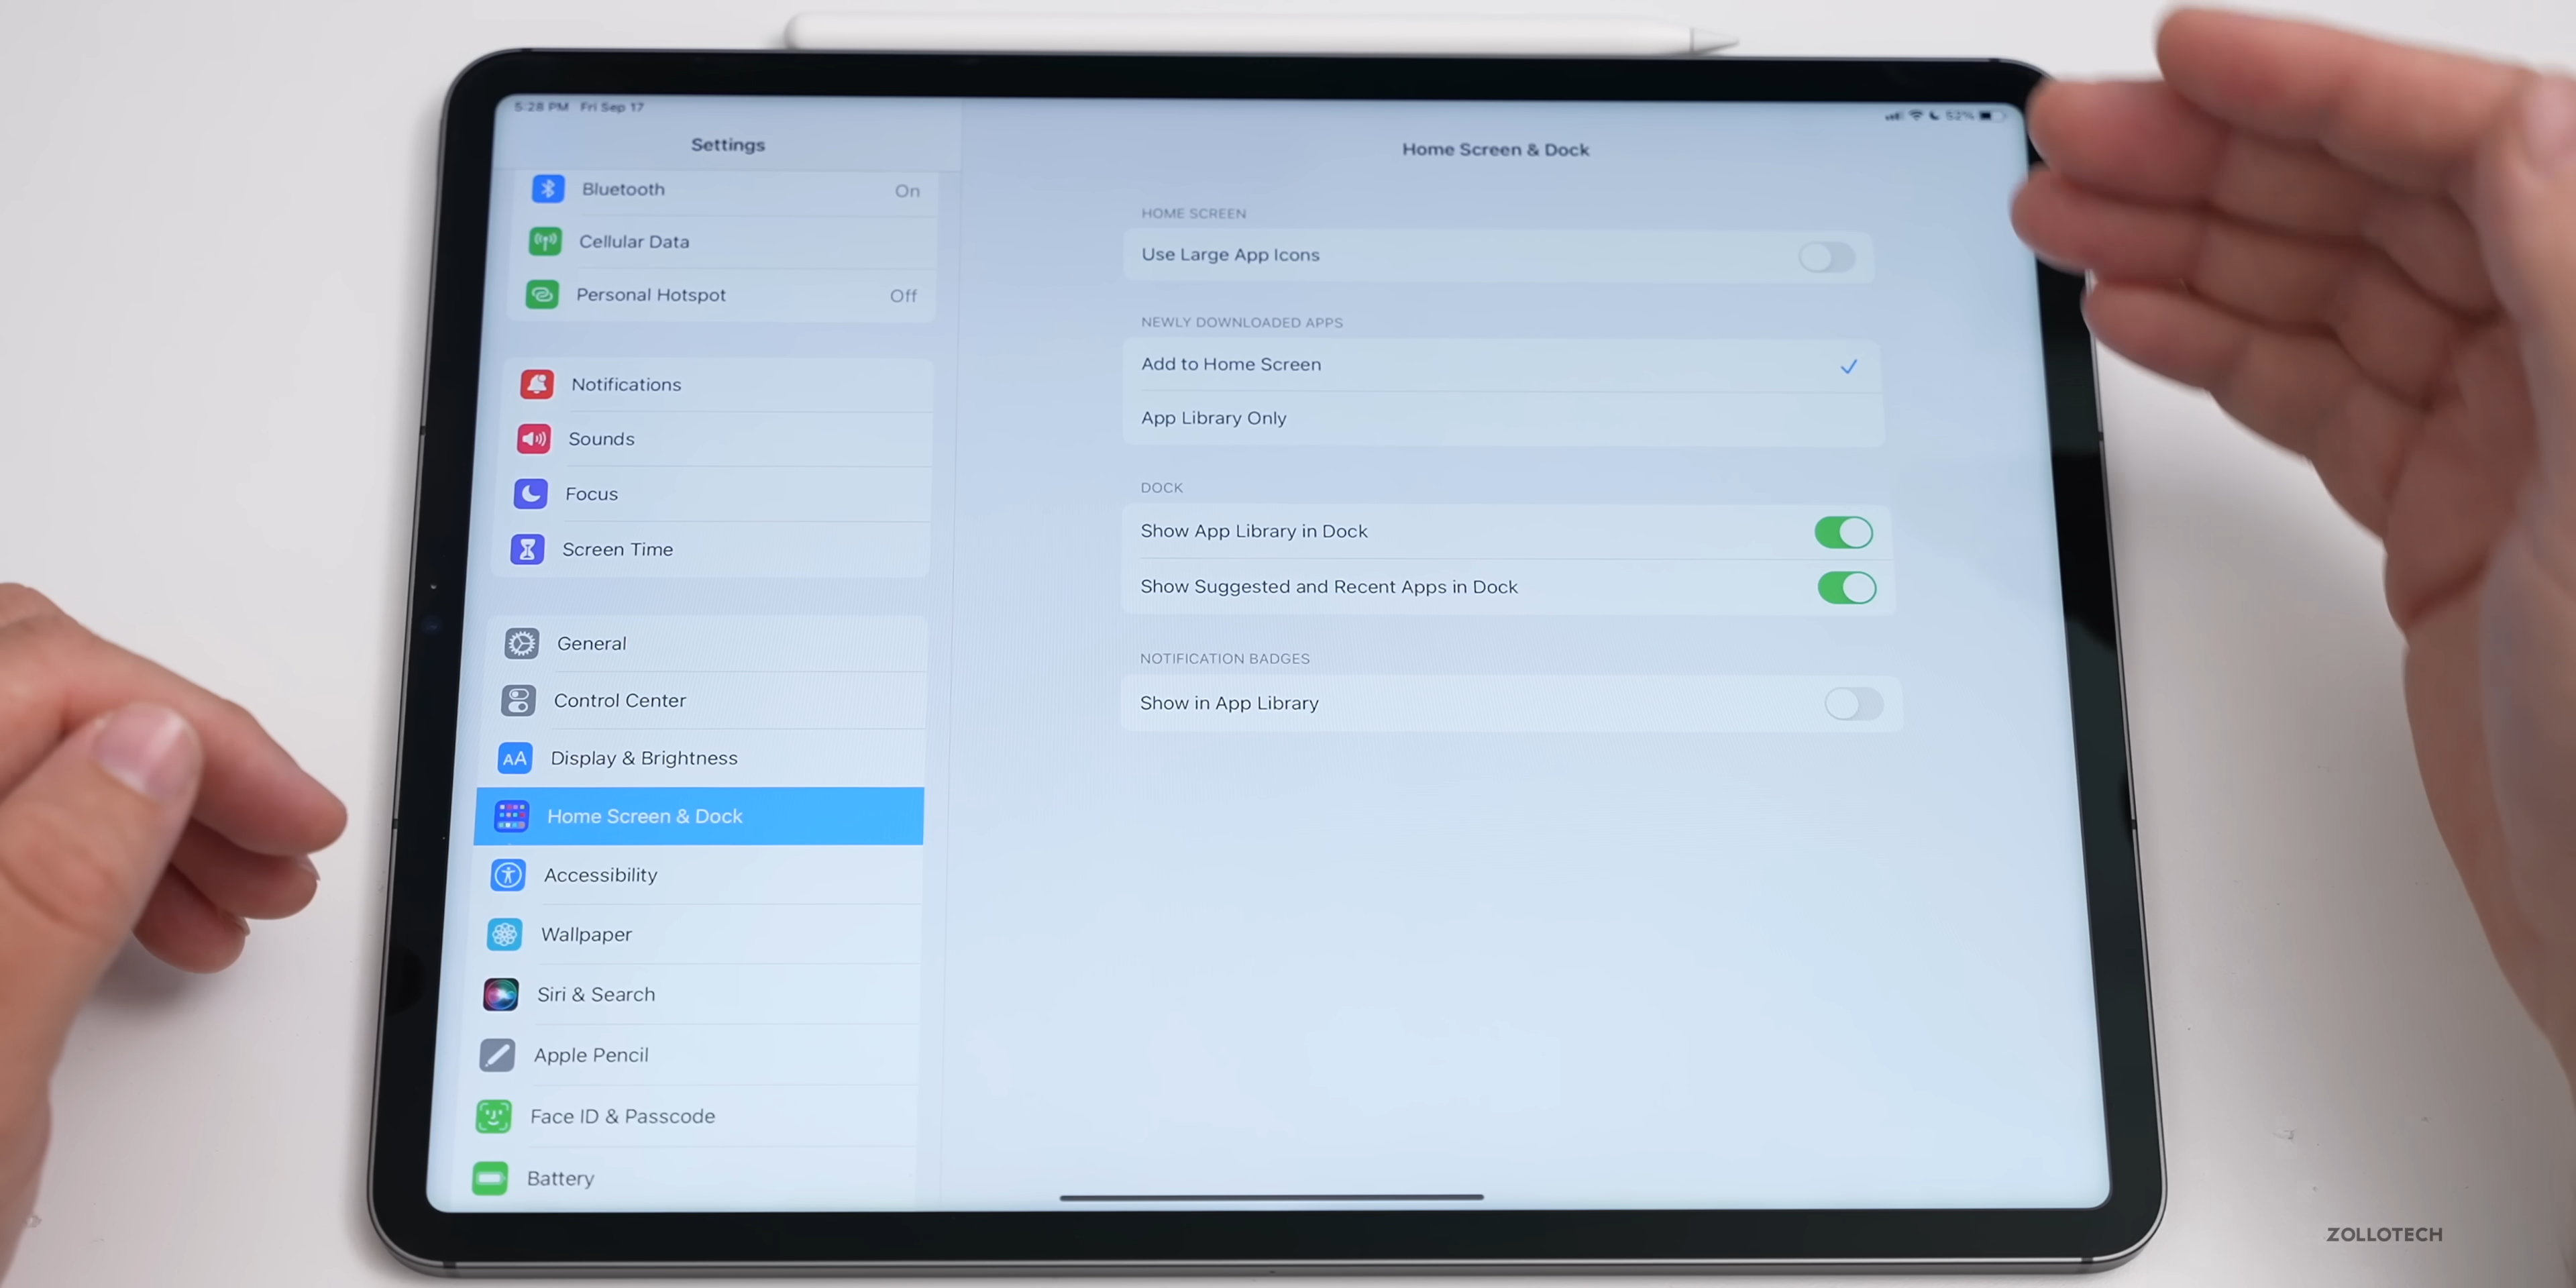 5:28 PM Fri Sep 17
52%
Settings
Bluetooth On
Cellular Data
Personal Hotspot Off
Notifications
Sounds
Focus
Screen Time
General
Control Center
AA Display & Brightness
Home Screen & Dock
Accessibility
Wallpaper
Siri & Search
Apple Pencil
Face ID & Passcode
Battery
Home Screen & Dock
HOME SCREEN
Use Large App Icons
NEWLY DOWNLOADED APPS
Add to Home Screen
App Library Only
DOCK
Show App Library in Dock
Show Suggested and Recent Apps in Dock
NOTIFICATION BADGES
Show in App Library
ZOLLOTECH